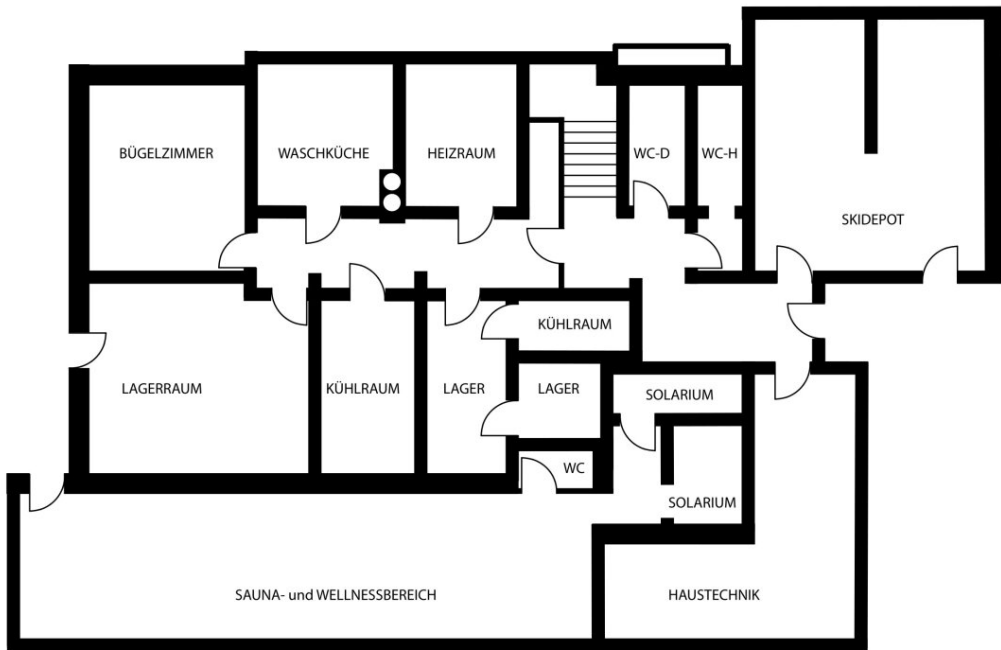 BÜGELZIMMER
WASCHKÜCHE
HEIZRAUM
WC-D
WC-H
SKIDEPOT
KÜHLRAUM
LAGERRAUM
KÜHLRAUM
LAGER
LAGER
SOLARIUM
WC
SOLARIUM
SAUNA- und WELLNESSBEREICH
HAUSTECHNIK